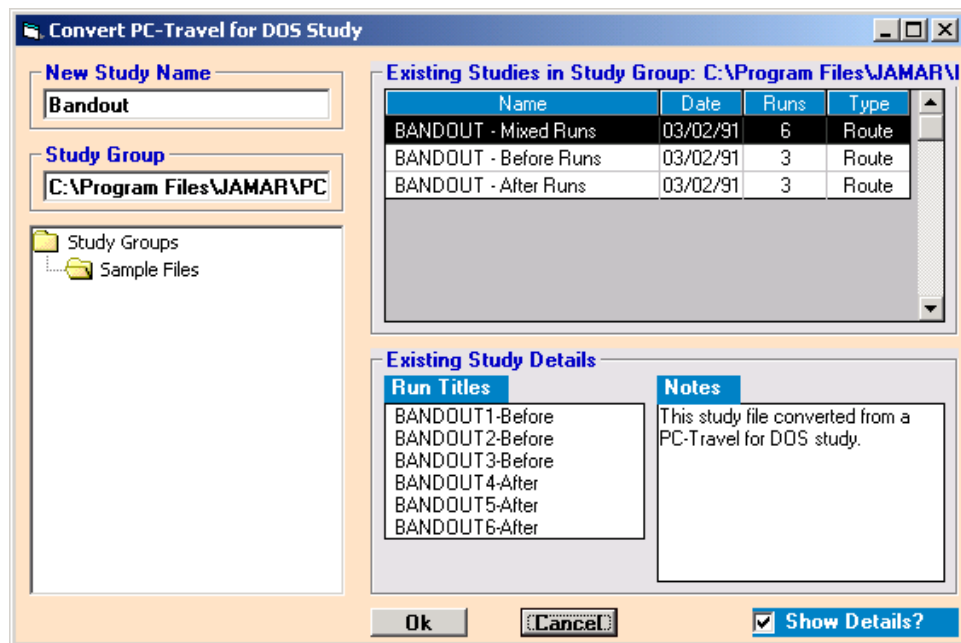 Convert PC-Travel for DOS Study
New Study Name
Bandout
Study Group
C:\Program Files\JAMAR\PC
Study Groups
Sample Files
Existing Studies in Study Group: C:\Program Files\JAMAR\
Name Date Runs Type
BANDOUT - Mixed Runs 03/02/91 6 Route
BANDOUT - Before Runs 03/02/91 3 Route
BANDOUT - After Runs 03/02/91 3 Route
Existing Study Details
Run Titles
BANDOUT1-Before
BANDOUT2-Before
BANDOUT3-Before
BANDOUT4-After
BANDOUT5-After
BANDOUT6-After
Notes
This study file converted from a
PC-Travel for DOS study.
Ok
Cancel
Show Details?